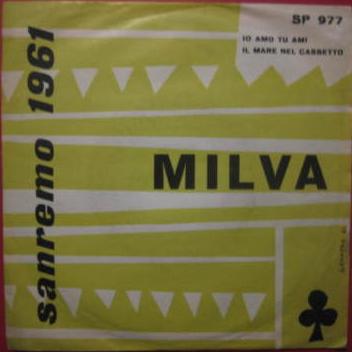 SP 977
IO AMO TU AMI
IL MARE NEL CASSETTO
sanremo 1961
MILVA